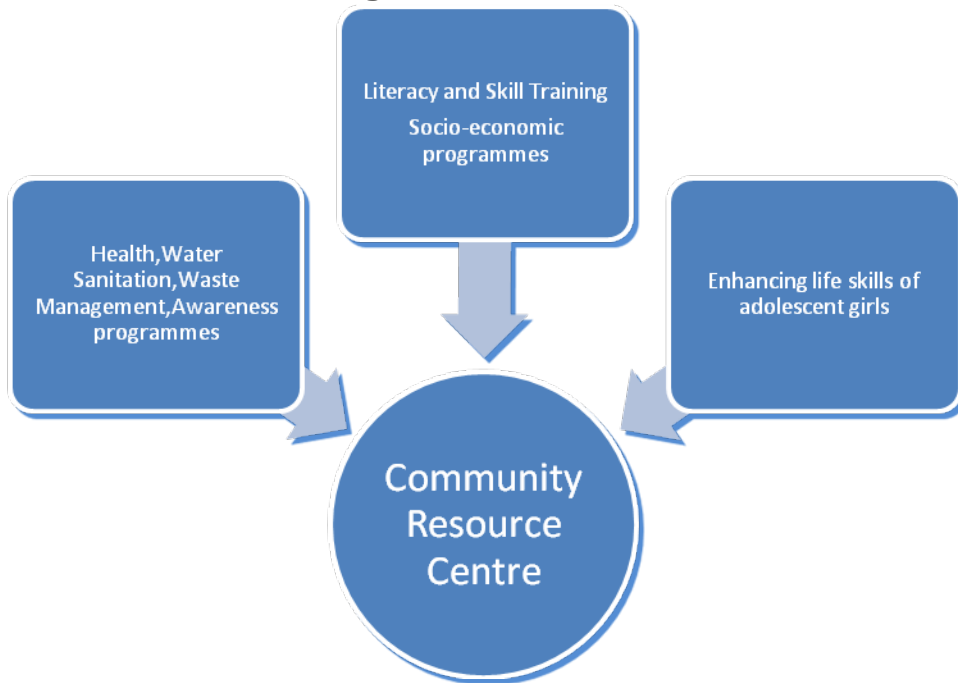 Literacy and Skill Training
Socio-economic
programmes
Health,Water
Sanitation,Waste
Management,Awareness
programmes
Enhancing life skills of
adolescent girls
Community
Resource
Centre